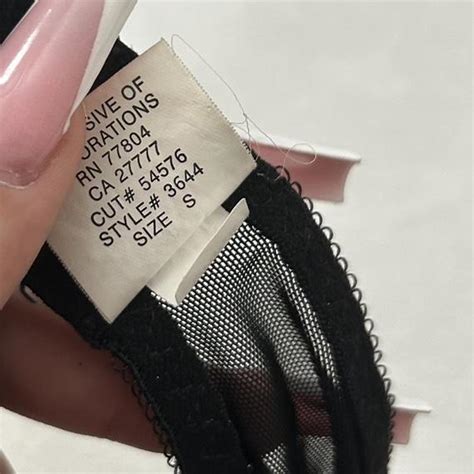 SIVE OF
ORATIONS
RN 77804
CA 27777
CUT# 54576
STYLE# 3644
SIZE S